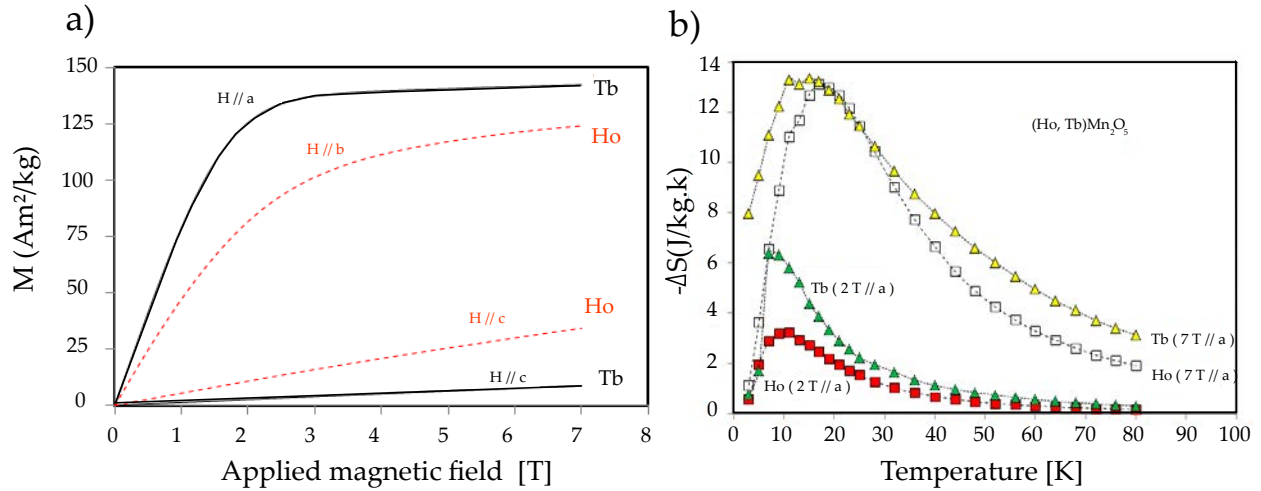 a)
M (Am²/kg)
150
125
100
75
50
25
0
0 1 2 3 4 5 6 7 8
Applied magnetic field [T]
H // a
Tb
Ho
H // b
Ho
H // c
H // c
Tb
b)
-ΔS(J/kg.k)
14
12
10
8
6
4
2
0
0 10 20 30 40 50 60 70 80 90 100
Temperature [K]
(Ho, Tb)Mn₂O₅
Tb ( 2 T // a )
Tb ( 7 T // a )
Ho ( 2 T // a )
Ho ( 7 T // a )